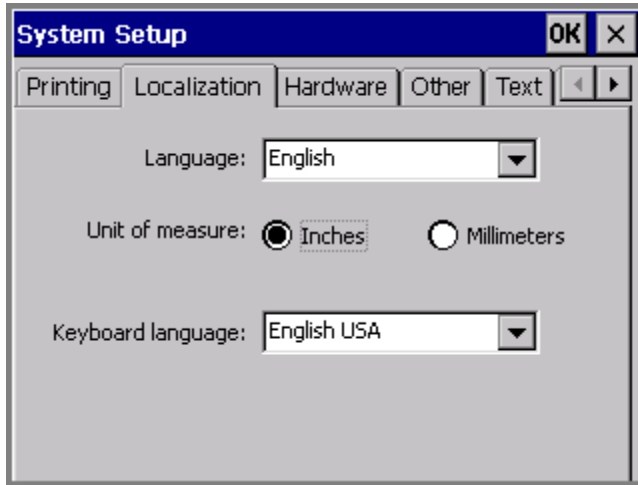 System Setup OK
Printing Localization Hardware Other Text
Language: English
Unit of measure: Inches Millimeters
Keyboard language: English USA